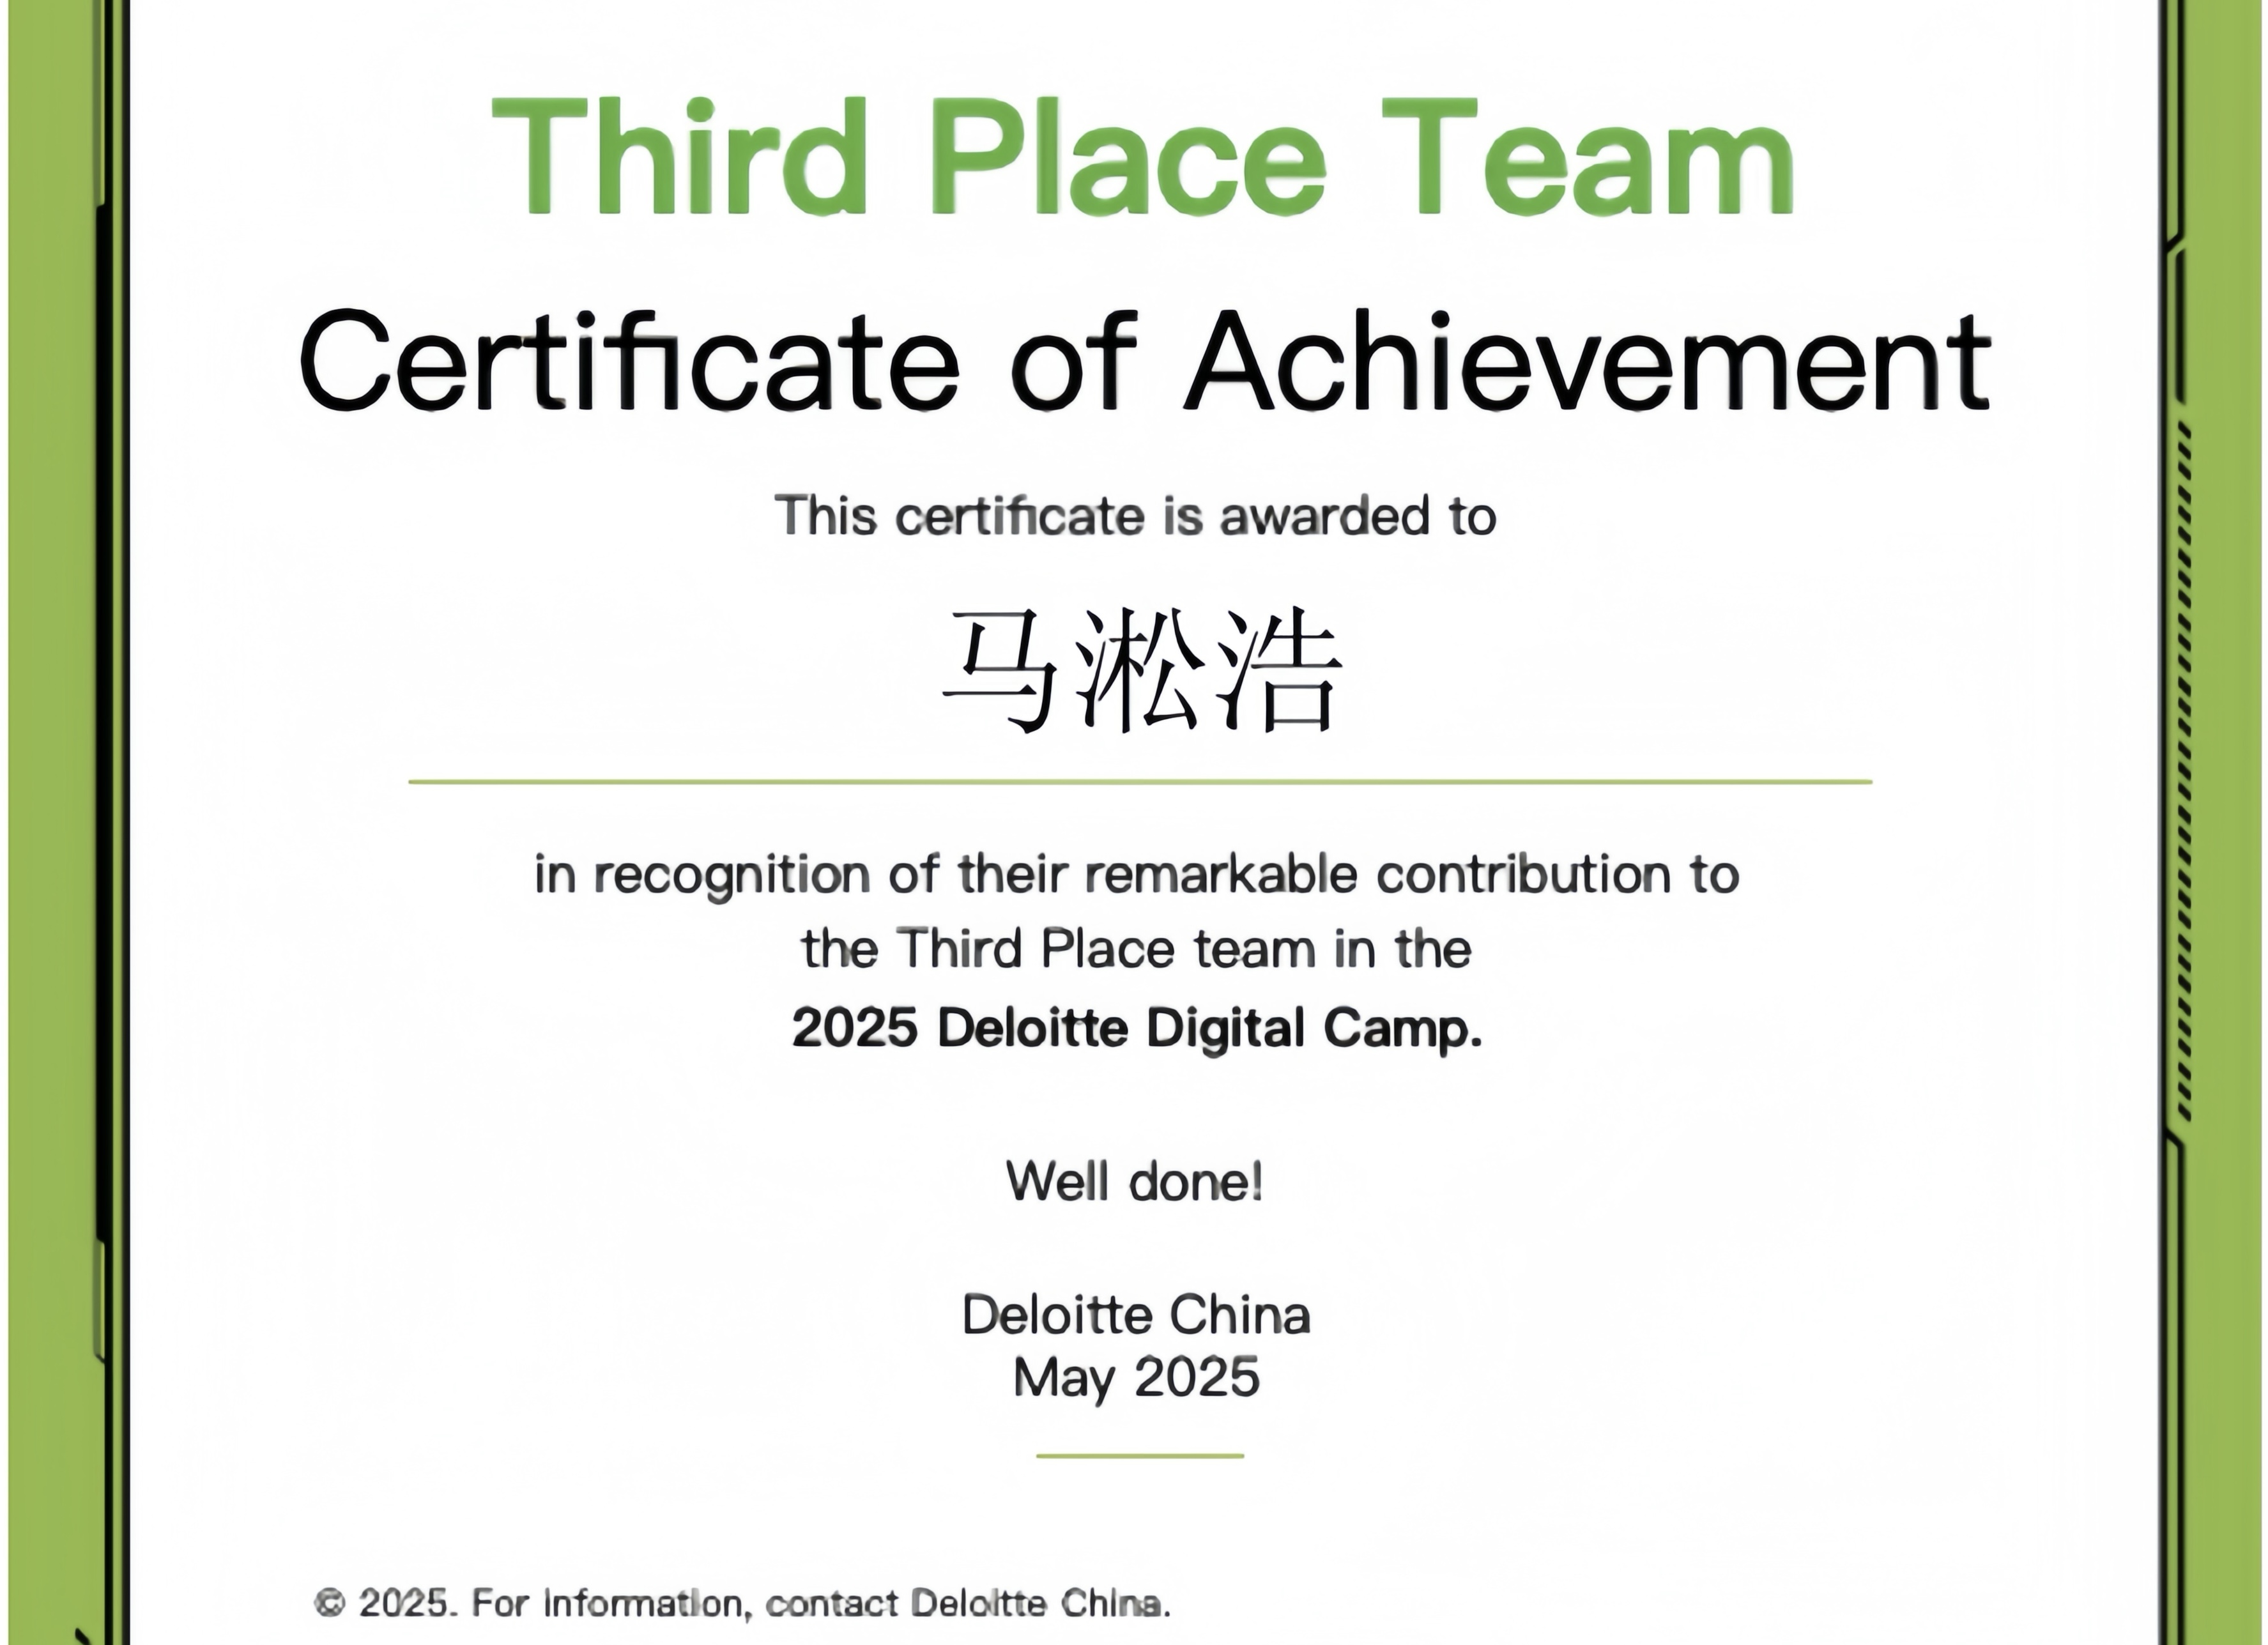 Third Place Team
Certificate of Achievement
This certificate is awarded to
马淞浩
in recognition of their remarkable contribution to
the Third Place team in the
2025 Deloitte Digital Camp.
Well done!
Deloitte China
May 2025
© 2025. For information, contact Deloitte China.